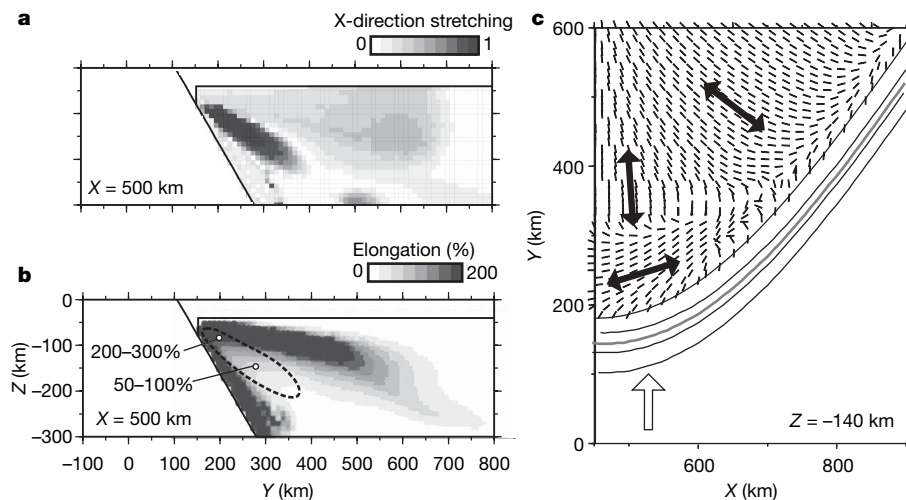 a
X-direction stretching
0 1
X = 500 km
b
Elongation (%)
0 200
0
−100
−200
−300
Z (km)
200–300%
50–100%
X = 500 km
−100 0 100 200 300 400 500 600 700 800
Y (km)
c
600
400
200
0
Y (km)
Z = −140 km
600 800
X (km)